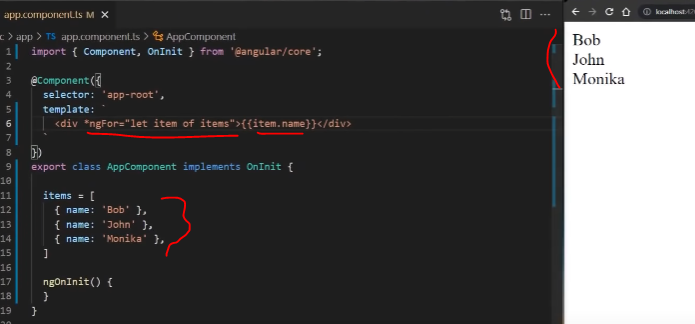 app.component.ts
c > app > TS app.component.ts > AppComponent
1 import { Component, OnInit } from '@angular/core';
2
3 @Component({
4 selector: 'app-root',
5 template: `
6 <div *ngFor="let item of items">{{item.name}}</div>
`
8 })
9 export class AppComponent implements OnInit {
10
11 items = [
12 { name: 'Bob' },
13 { name: 'John' },
14 { name: 'Monika' },
15 ]
16
17 ngOnInit() {
18 }
19 }
localhost:42
Bob
John
Monika